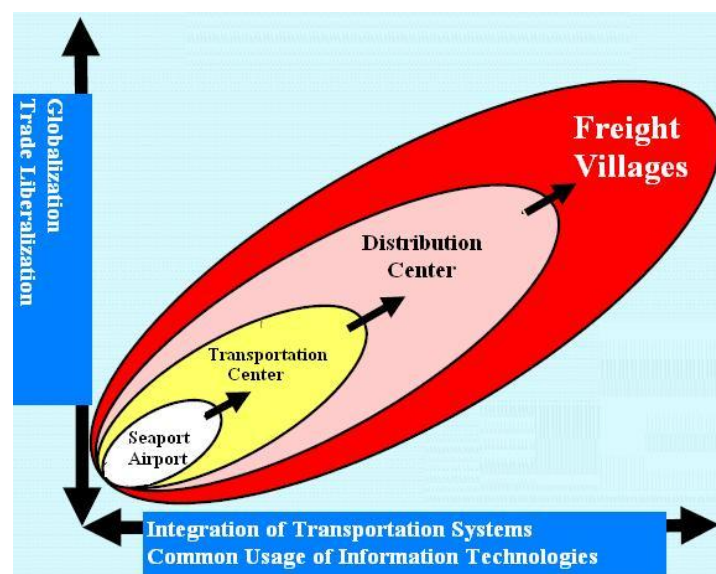 Globalization
Trade Liberalization
Freight
Villages
Distribution
Center
Transportation
Center
Seaport
Airport
Integration of Transportation Systems
Common Usage of Information Technologies